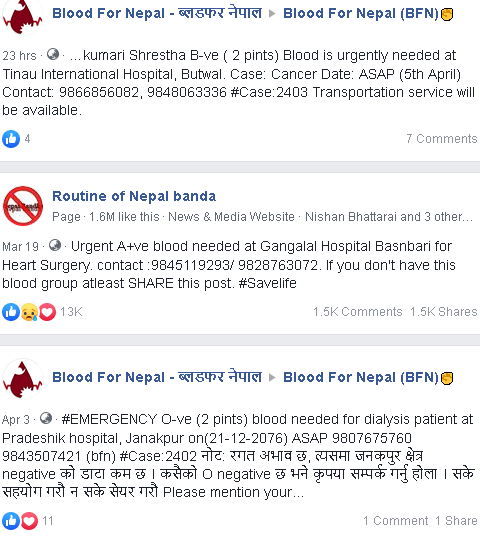 Blood For Nepal - ब्लडफर नेपाल ▸ Blood For Nepal (BFN)✊
23 hrs · ...kumari Shrestha B-ve ( 2 pints) Blood is urgently needed at
Tinau International Hospital, Butwal. Case: Cancer Date: ASAP (5th April)
Contact: 9866856082, 9848063336 #Case:2403 Transportation service will
be available.
4 7 Comments
Routine of Nepal banda
Page · 1.6M like this · News & Media Website · Nishan Bhattarai and 3 other...
Mar 19 · Urgent A+ve blood needed at Gangalal Hospital Basnbari for
Heart Surgery. contact :9845119293/ 9828763072. If you don't have this
blood group atleast SHARE this post. #Savelife
13K 1.5K Comments 1.5K Shares
Blood For Nepal - ब्लडफर नेपाल ▸ Blood For Nepal (BFN)✊
Apr 3 · #EMERGENCY O-ve (2 pints) blood needed for dialysis patient at
Pradeshik hospital, Janakpur on(21-12-2076) ASAP 9807675760
9843507421 (bfn) #Case:2402 नोट: रगत अभाव छ, त्यसमा जनकपुर क्षेत्र
negative को डाटा कम छ । कसैको O negative छ भने कृपया सम्पर्क गर्नु होला । सके
सहयोग गरौ न सके सेयर गरौ Please mention your...
11 1 Comment 1 Share